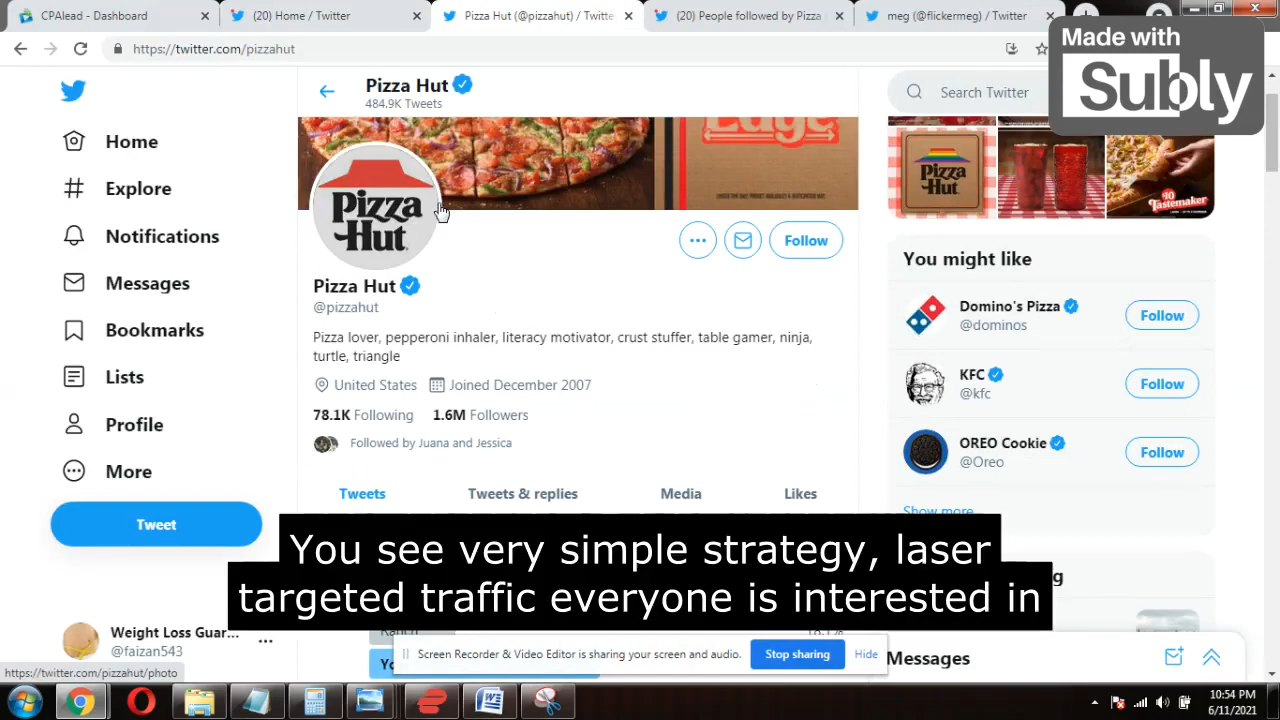 CPAlead - Dashboard
(20) Home / Twitter
Pizza Hut (@pizzahut) / Twitte
(20) People followed by Pizza
meg (@flickermeg) / Twitter
https://twitter.com/pizzahut
Made with
Subly
Pizza Hut
484.9K Tweets
Search Twitter
Home
Explore
Notifications
Messages
Bookmarks
Lists
Profile
More
Tweet
Weight Loss Guar...
@faizan543
Edge
Pizza
Hut
Follow
Pizza Hut
@pizzahut
Pizza lover, pepperoni inhaler, literacy motivator, crust stuffer, table gamer, ninja,
turtle, triangle
United States Joined December 2007
78.1K Following 1.6M Followers
Followed by Juana and Jessica
Tweets Tweets & replies Media Likes
Pizza
Hut
$10
Tastemaker
You might like
Domino's Pizza
@dominos
Follow
KFC
@kfc
Follow
OREO Cookie
@Oreo
Follow
Show more
You see very simple strategy, laser
targeted traffic everyone is interested in
Screen Recorder & Video Editor is sharing your screen and audio. Stop sharing Hide
Messages
https://twitter.com/pizzahut/photo
10:54 PM
6/11/2021